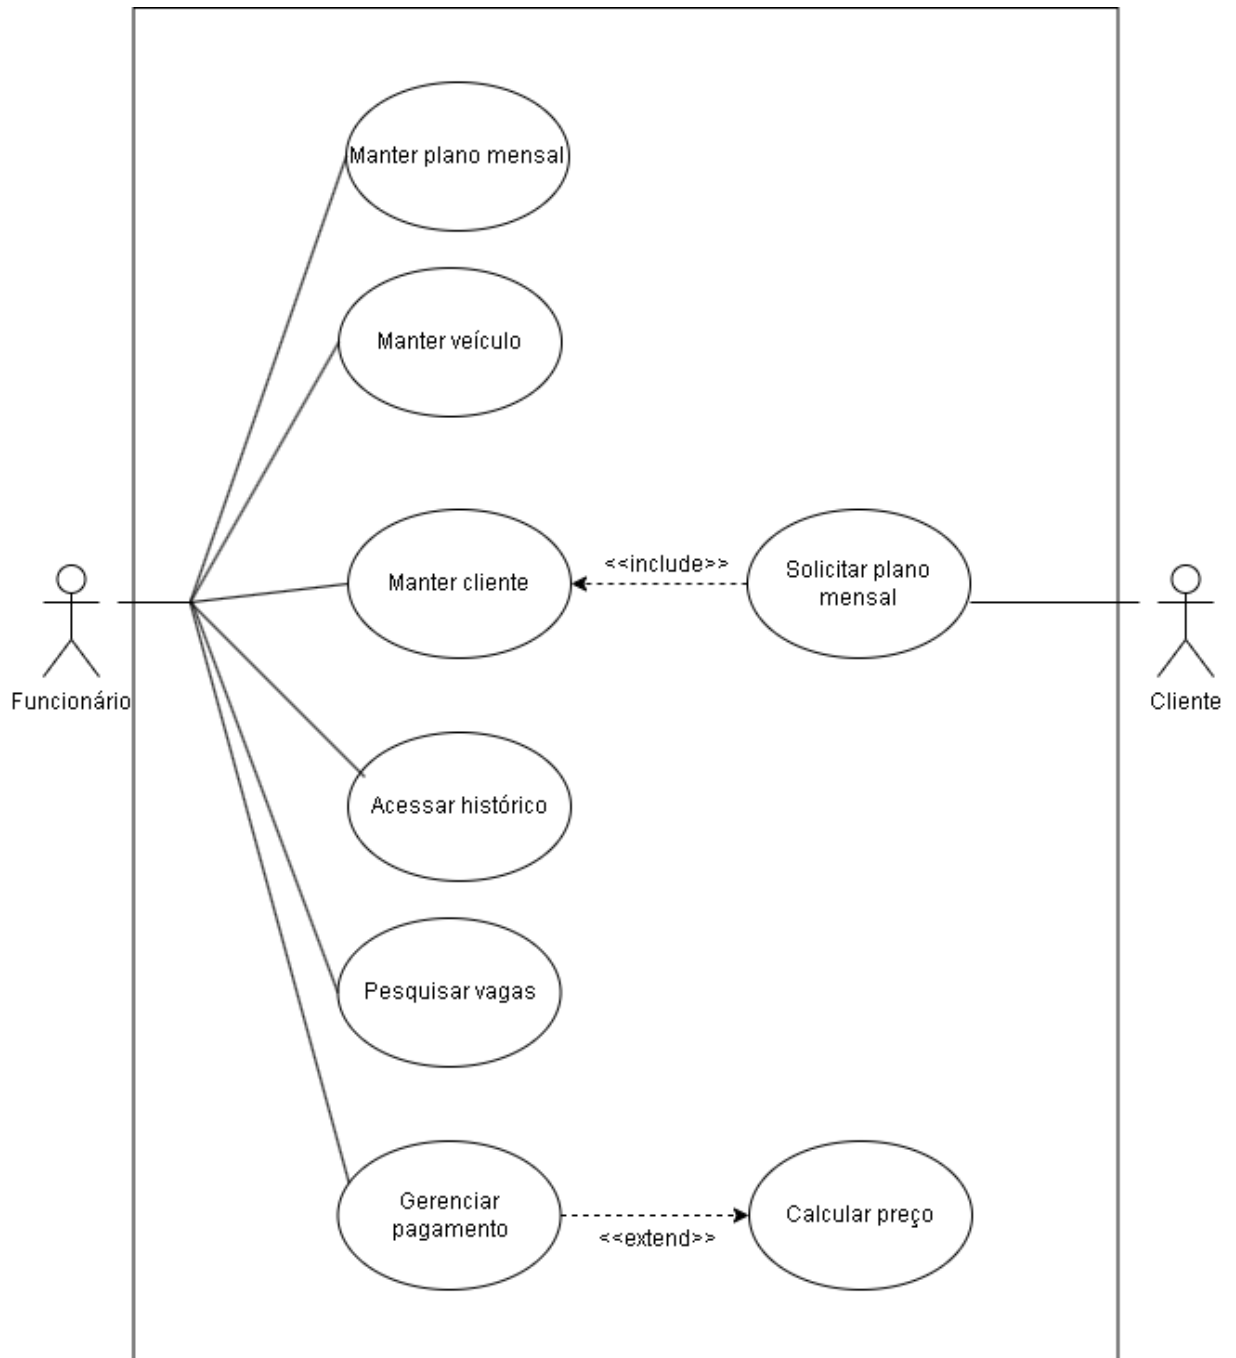 Manter plano mensal
Manter veículo
Manter cliente
<<include>>
Solicitar plano
mensal
Funcionário
Cliente
Acessar histórico
Pesquisar vagas
Gerenciar
pagamento
<<extend>>
Calcular preço